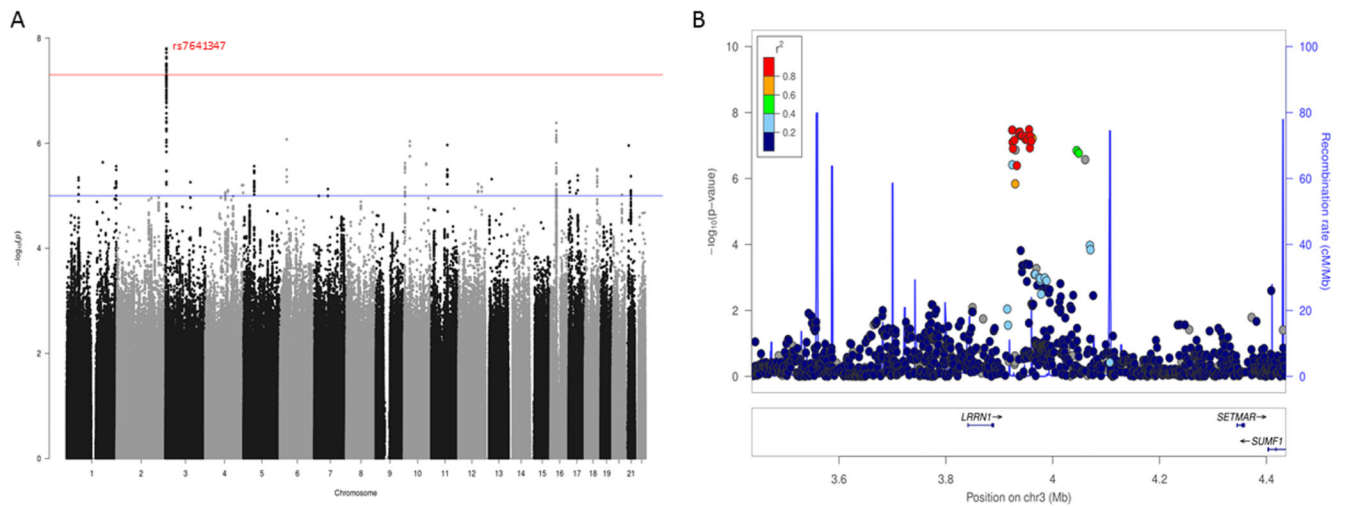 A
B
rs7641347
8
6
4
2
0
-log₁₀(p)
1 2 3 4 5 6 7 8 9 10 11 12 13 14 15 16 17 18 19 21
Chromosome
r²
0.8
0.6
0.4
0.2
10
8
6
4
2
0
-log₁₀(p-value)
100
80
60
40
20
0
Recombination rate (cM/Mb)
LRRN1→
SETMAR→
←SUMF1
3.6 3.8 4 4.2 4.4
Position on chr3 (Mb)